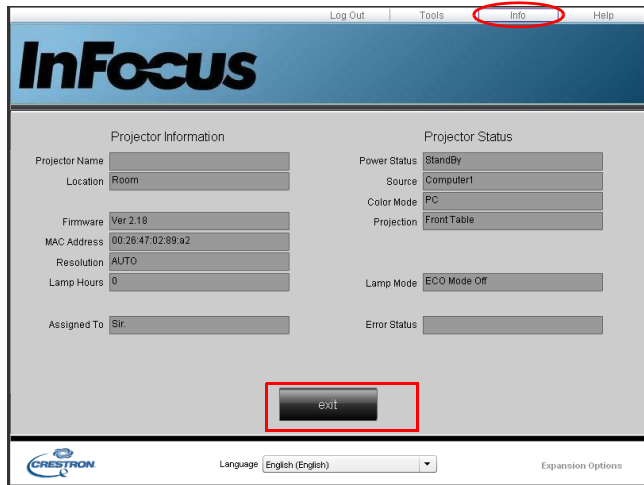 Log Out Tools Info Help
InFocus
Projector Information Projector Status
Projector Name Power Status StandBy
Location Room Source Computer1
Color Mode PC
Firmware Ver 2.18 Projection Front Table
MAC Address 00:26:47:02:89:a2
Resolution AUTO
Lamp Hours 0 Lamp Mode ECO Mode Off
Assigned To Sir. Error Status
exit
CRESTRON Language English (English) Expansion Options